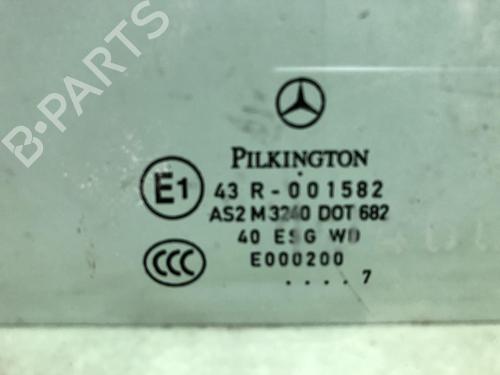 B-PARTS
PILKINGTON
E1
43 R - 001582
AS2 M3240 DOT 682
40 ESG WD
CCC
E000200
.... 7